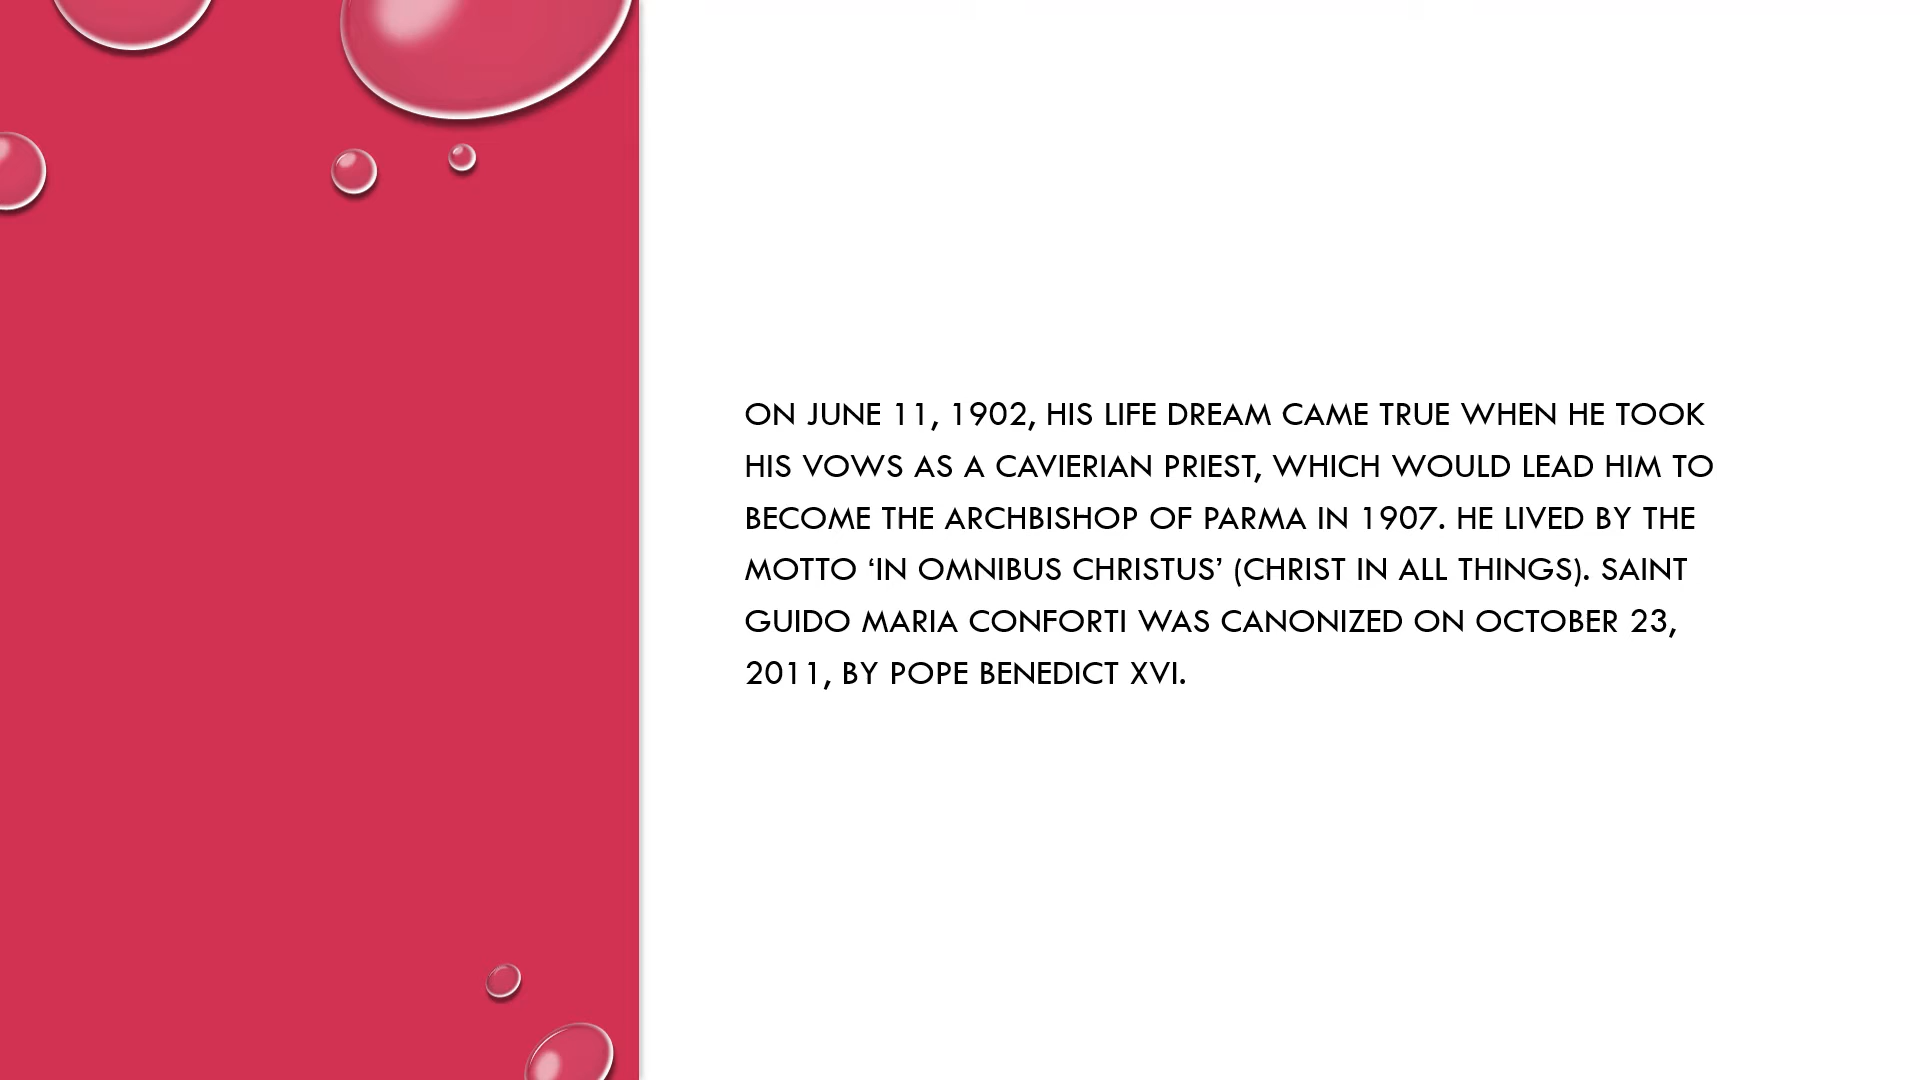 ON JUNE 11, 1902, HIS LIFE DREAM CAME TRUE WHEN HE TOOK
HIS VOWS AS A CAVIERIAN PRIEST, WHICH WOULD LEAD HIM TO
BECOME THE ARCHBISHOP OF PARMA IN 1907. HE LIVED BY THE
MOTTO ‘IN OMNIBUS CHRISTUS’ (CHRIST IN ALL THINGS). SAINT
GUIDO MARIA CONFORTI WAS CANONIZED ON OCTOBER 23,
2011, BY POPE BENEDICT XVI.